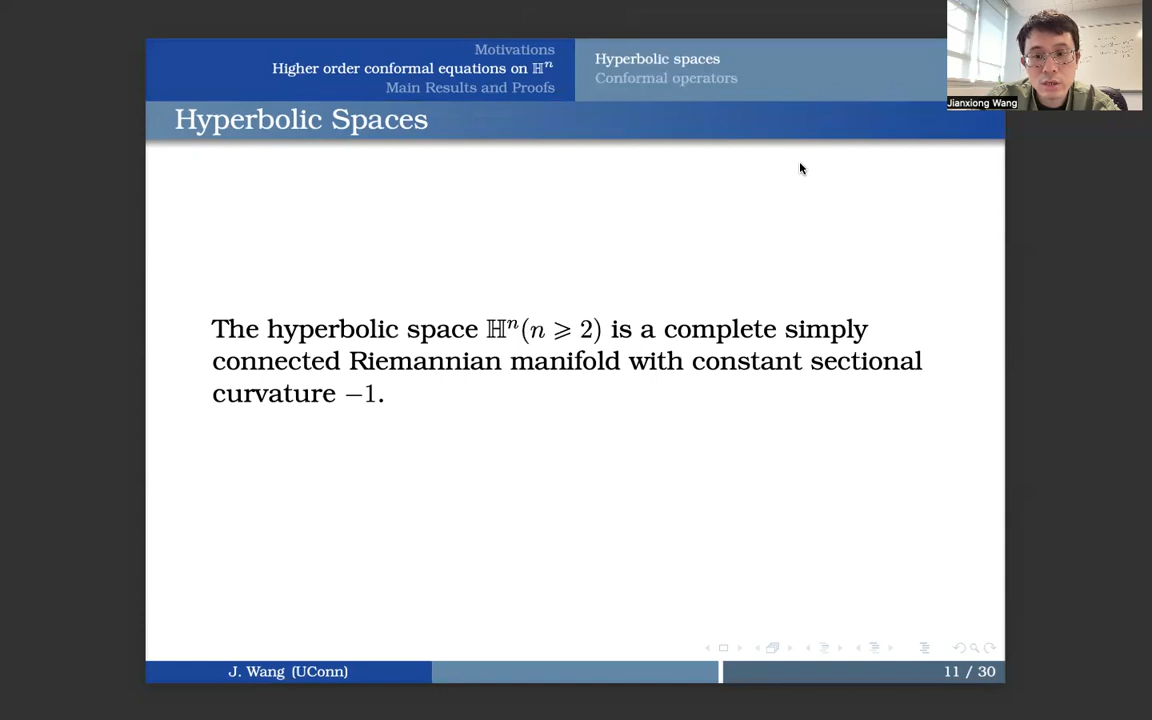 Motivations
Higher order conformal equations on ℍⁿ
Main Results and Proofs
Hyperbolic spaces
Conformal operators
Jianxiong Wang
Hyperbolic Spaces
The hyperbolic space ℍⁿ(n ⩾ 2) is a complete simply
connected Riemannian manifold with constant sectional
curvature −1.
J. Wang (UConn)
11 / 30